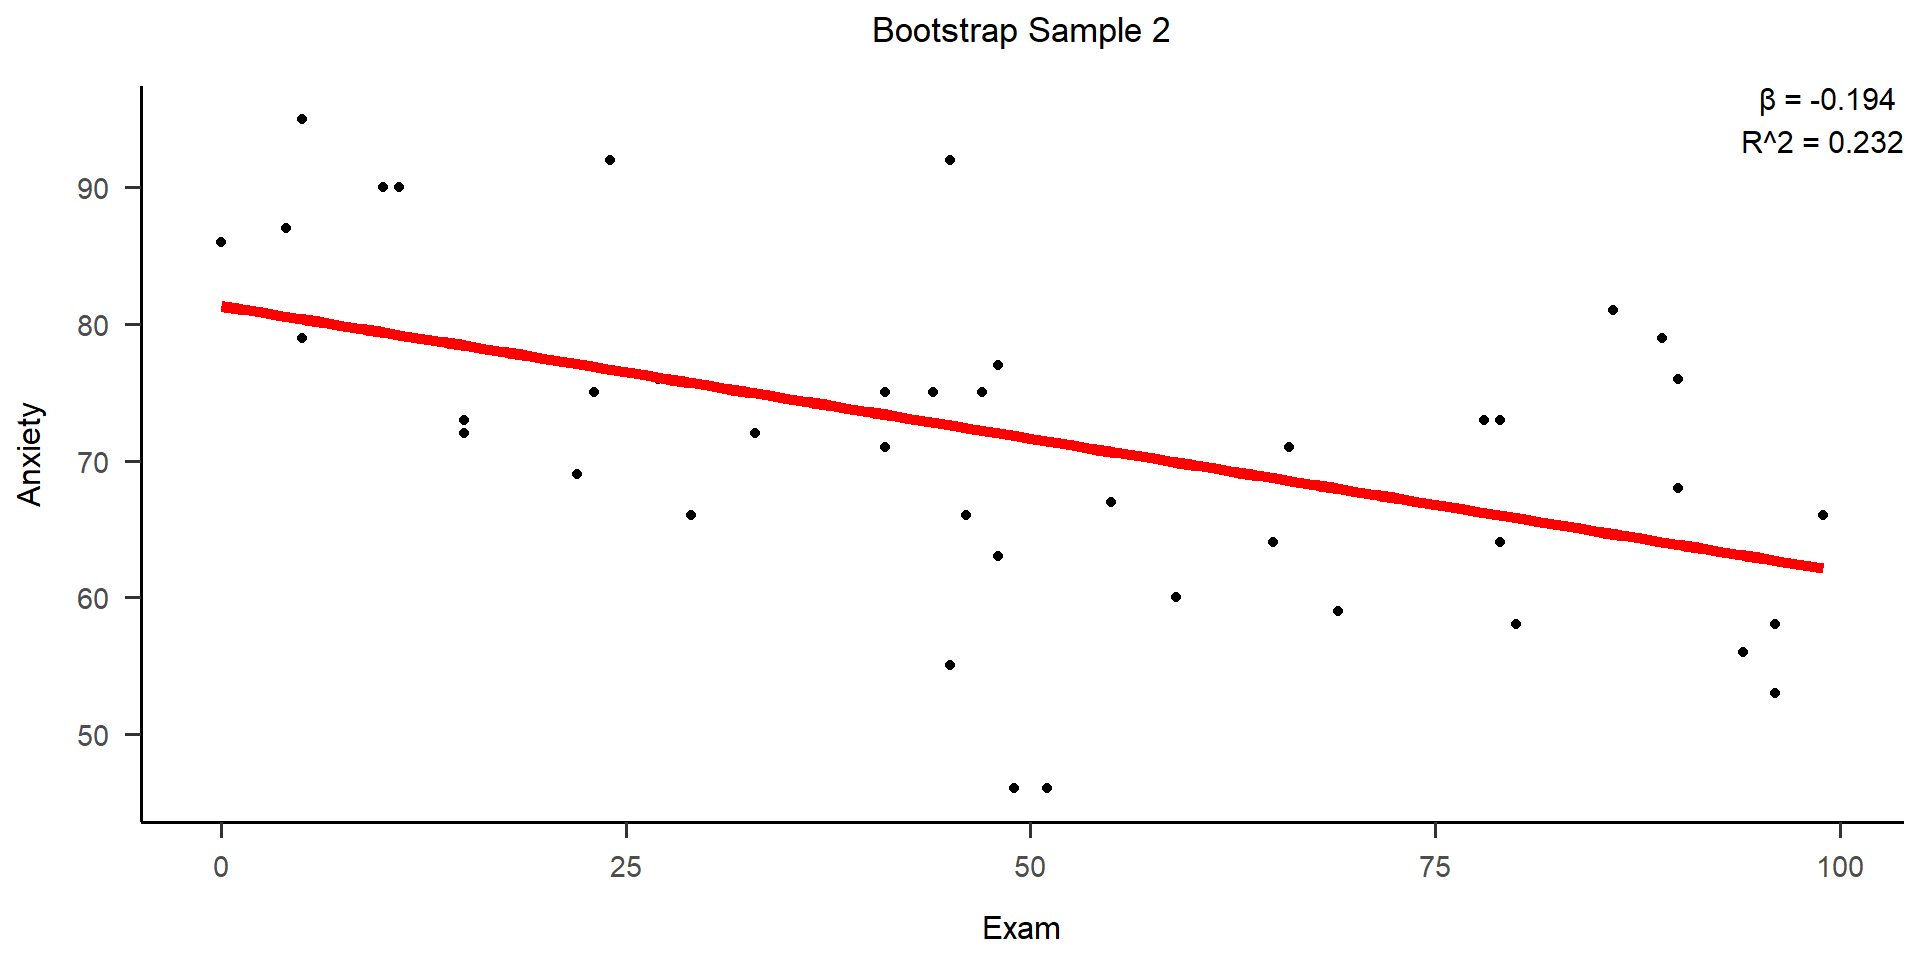 Bootstrap Sample 2
β = -0.194
R^2 = 0.232
Anxiety
90
80
70
60
50
0 25 50 75 100
Exam